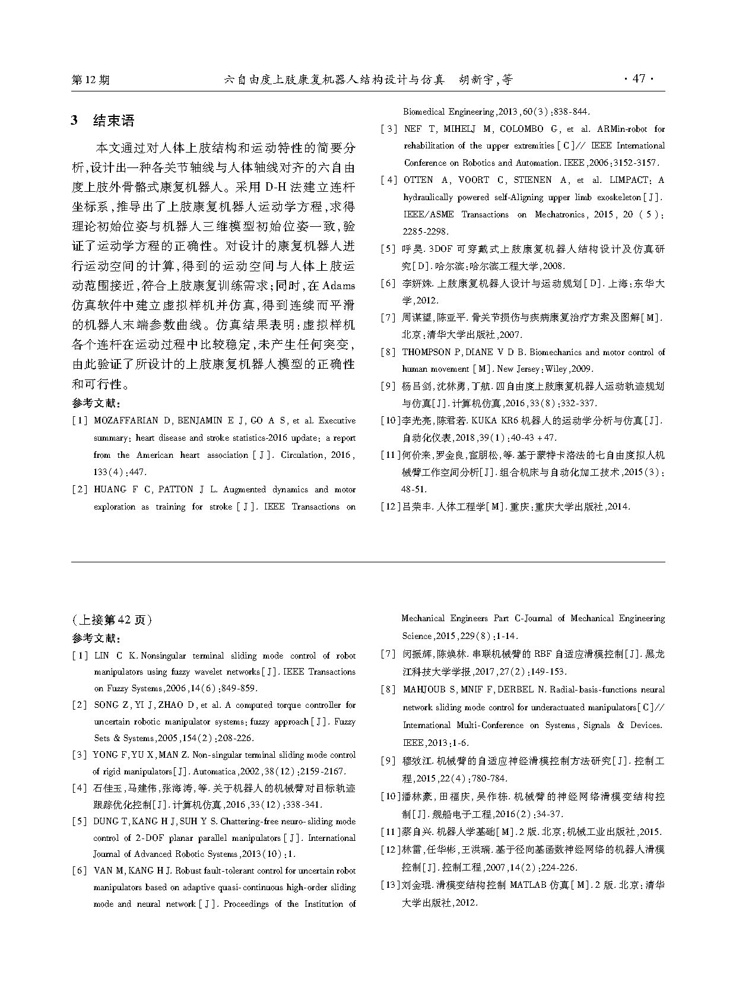 第12期 六自由度上肢康复机器人结构设计与仿真 胡新宇,等 ·47·
3 结束语
本文通过对人体上肢结构和运动特性的简要分
析,设计出一种各关节轴线与人体轴线对齐的六自由
度上肢外骨骼式康复机器人。采用 D-H 法建立连杆
坐标系,推导出了上肢康复机器人运动学方程,求得
理论初始位姿与机器人三维模型初始位姿一致,验
证了运动学方程的正确性。对设计的康复机器人进
行运动空间的计算,得到的运动空间与人体上肢运
动范围接近,符合上肢康复训练需求;同时,在 Adams
仿真软件中建立虚拟样机并仿真,得到连续而平滑
的机器人末端参数曲线。仿真结果表明:虚拟样机
各个连杆在运动过程中比较稳定,未产生任何突变,
由此验证了所设计的上肢康复机器人模型的正确性
和可行性。
参考文献:
[1] MOZAFFARIAN D, BENJAMIN E J, GO A S, et al. Executive
summary: heart disease and stroke statistics-2016 update: a report
from the American heart association [J]. Circulation, 2016,
133(4):447.
[2] HUANG F C, PATTON J L. Augmented dynamics and motor
exploration as training for stroke [J]. IEEE Transactions on
Biomedical Engineering,2013,60(3):838-844.
[3] NEF T, MIHELJ M, COLOMBO G, et al. ARMin-robot for
rehabilitation of the upper extremities[C]// IEEE International
Conference on Robotics and Automation. IEEE,2006:3152-3157.
[4] OTTEN A, VOORT C, STIENEN A, et al. LIMPACT: A
hydraulically powered self-Aligning upper limb exoskeleton[J].
IEEE/ASME Transactions on Mechatronics, 2015, 20 (5):
2285-2298.
[5] 呼昊. 3DOF 可穿戴式上肢康复机器人结构设计及仿真研
究[D]. 哈尔滨:哈尔滨工程大学,2008.
[6] 李妍姝. 上肢康复机器人设计与运动规划[D]. 上海:东华大
学,2012.
[7] 周谋望,陈亚平. 骨关节损伤与疾病康复治疗方案及图解[M].
北京:清华大学出版社,2007.
[8] THOMPSON P,DIANE V D B. Biomechanics and motor control of
human movement [M]. New Jersey:Wiley,2009.
[9] 杨吕剑,沈林勇,丁航. 四自由度上肢康复机器人运动轨迹规划
与仿真[J]. 计算机仿真,2016,33(8):332-337.
[10]李光亮,陈君若. KUKA KR6 机器人的运动学分析与仿真[J].
自动化仪表,2018,39(1):40-43+47.
[11]何价来,罗金良,宦朋松,等. 基于蒙特卡洛法的七自由度拟人机
械臂工作空间分析[J]. 组合机床与自动化加工技术,2015(3):
48-51.
[12]吕荣丰. 人体工程学[M]. 重庆:重庆大学出版社,2014.
(上接第42页)
参考文献:
[1] LIN C K. Nonsingular terminal sliding mode control of robot
manipulators using fuzzy wavelet networks[J]. IEEE Transactions
on Fuzzy Systems,2006,14(6):849-859.
[2] SONG Z,YI J,ZHAO D,et al. A computed torque controller for
uncertain robotic manipulator systems:fuzzy approach[J]. Fuzzy
Sets & Systems,2005,154(2):208-226.
[3] YONG F,YU X,MAN Z. Non-singular terminal sliding mode control
of rigid manipulators[J]. Automatica,2002,38(12):2159-2167.
[4] 石佳玉,马建伟,张海涛,等. 关于机器人的机械臂对目标轨迹
跟踪优化控制[J]. 计算机仿真,2016,33(12):338-341.
[5] DUNG T,KANG H J,SUH Y S. Chattering-free neuro-sliding mode
control of 2-DOF planar parallel manipulators[J]. International
Journal of Advanced Robotic Systems,2013(10):1.
[6] VAN M,KANG H J. Robust fault-tolerant control for uncertain robot
manipulators based on adaptive quasi-continuous high-order sliding
mode and neural network[J]. Proceedings of the Institution of
Mechanical Engineers Part C-Journal of Mechanical Engineering
Science,2015,229(8):1-14.
[7] 闵振辉,陈焕林. 串联机械臂的 RBF 自适应滑模控制[J]. 黑龙
江科技大学学报,2017,27(2):149-153.
[8] MAHJOUB S,MNIF F,DERBEL N. Radial-basis-functions neural
network sliding mode control for underactuated manipulators[C]//
International Multi-Conference on Systems, Signals & Devices.
IEEE,2013:1-6.
[9] 穆效江. 机械臂的自适应神经滑模控制方法研究[J]. 控制工
程,2015,22(4):780-784.
[10]潘林豪,田福庆,吴作栋. 机械臂的神经网络滑模变结构控
制[J]. 舰船电子工程,2016(2):34-37.
[11]蔡自兴. 机器人学基础[M]. 2版. 北京:机械工业出版社,2015.
[12]林雷,任华彬,王洪瑞. 基于径向基函数神经网络的机器人滑模
控制[J]. 控制工程,2007,14(2):224-226.
[13]刘金琨. 滑模变结构控制 MATLAB 仿真[M]. 2版. 北京:清华
大学出版社,2012.